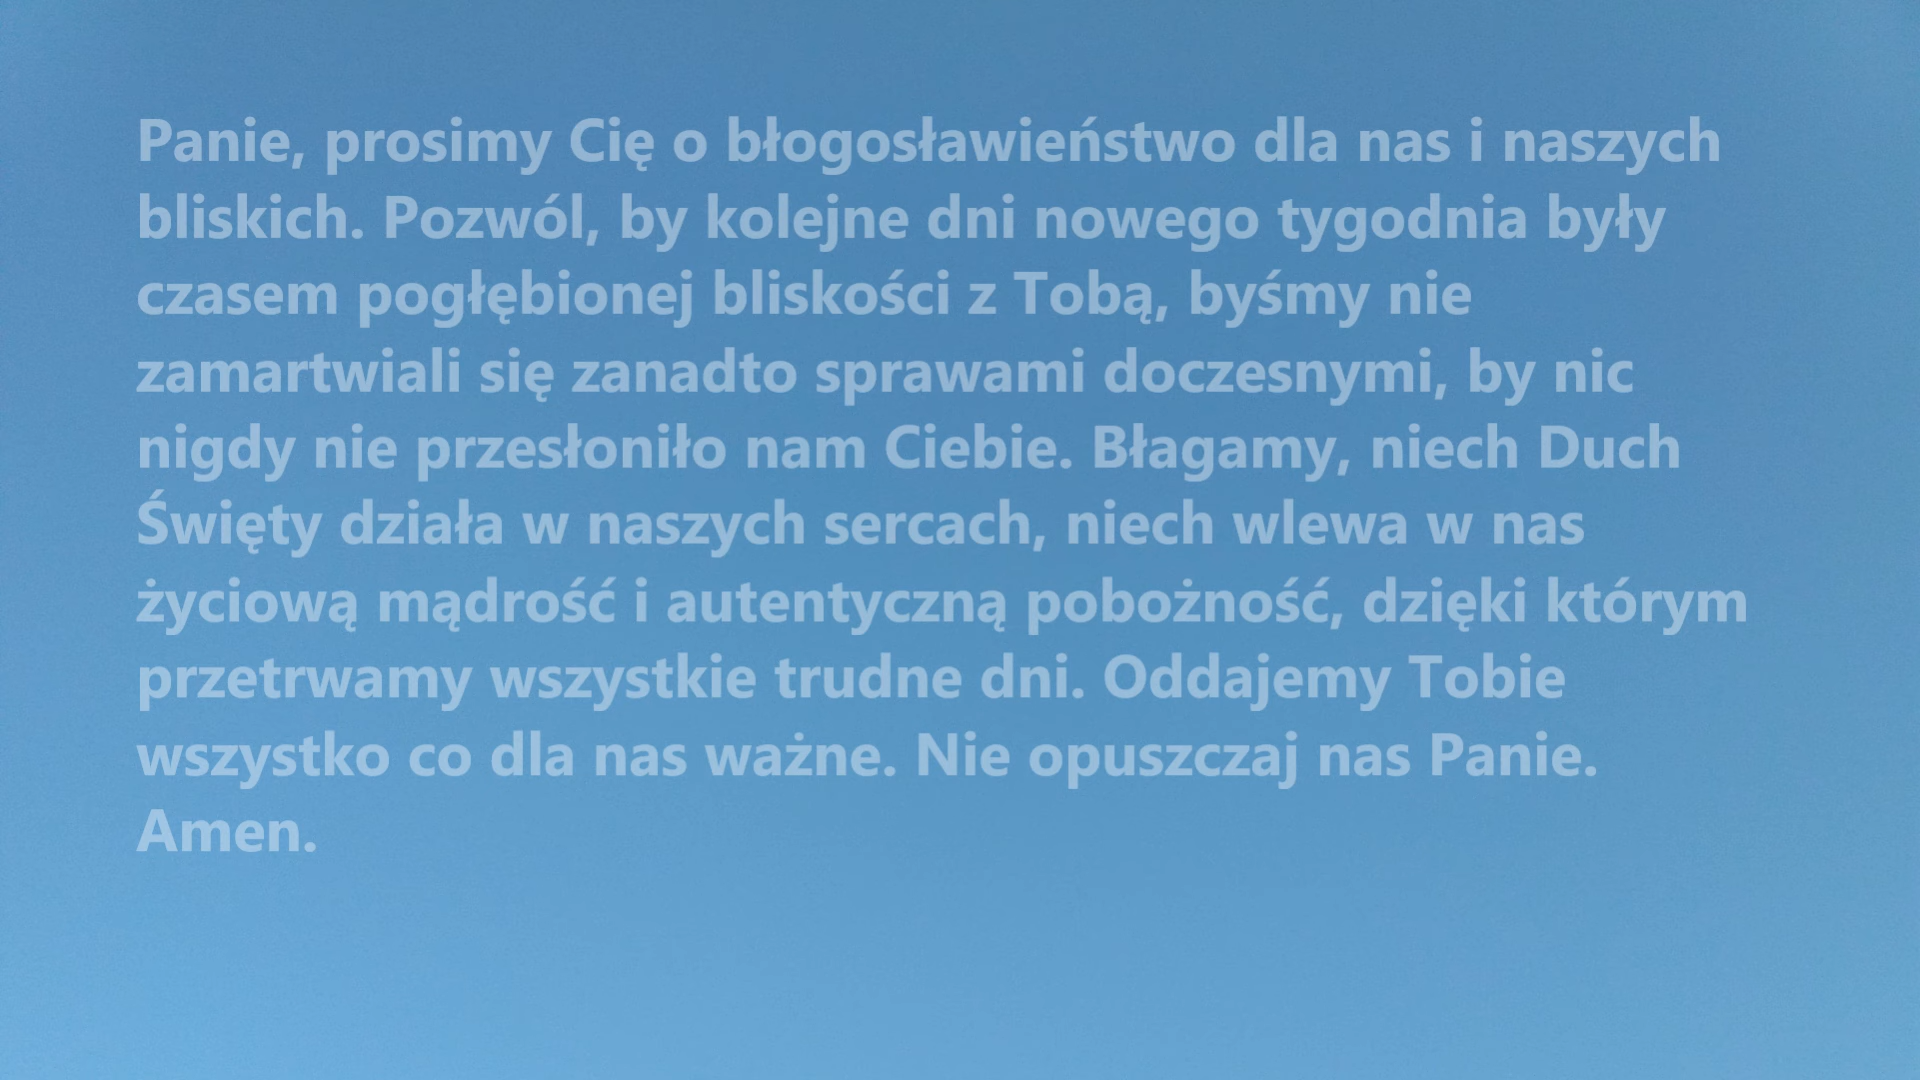 Panie, prosimy Cię o błogosławieństwo dla nas i naszych
bliskich. Pozwól, by kolejne dni nowego tygodnia były
czasem pogłębionej bliskości z Tobą, byśmy nie
zamartwiali się zanadto sprawami doczesnymi, by nic
nigdy nie przesłoniło nam Ciebie. Błagamy, niech Duch
Święty działa w naszych sercach, niech wlewa w nas
życiową mądrość i autentyczną pobożność, dzięki którym
przetrwamy wszystkie trudne dni. Oddajemy Tobie
wszystko co dla nas ważne. Nie opuszczaj nas Panie.
Amen.